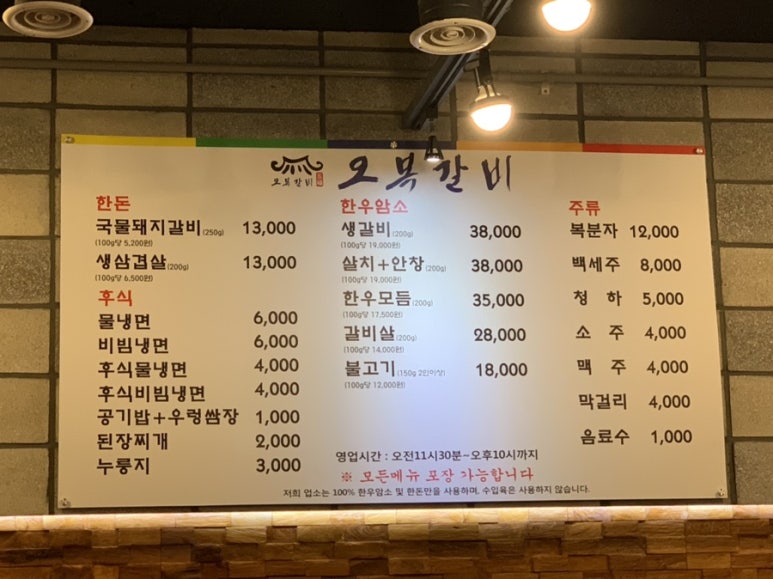 오복갈비
오복갈비
한돈
국물돼지갈비(250g) 13,000
(100g당 5,200원)
생삼겹살(200g) 13,000
(100g당 6,500원)
후식
물냉면 6,000
비빔냉면 6,000
후식물냉면 4,000
후식비빔냉면 4,000
공기밥+우렁쌈장 1,000
된장찌개 2,000
누룽지 3,000
한우암소
생갈비(200g) 38,000
(100g당 19,000원)
살치+안창(200g) 38,000
(100g당 19,000원)
한우모듬(200g) 35,000
(100g당 17,500원)
갈비살(200g) 28,000
(100g당 14,000원)
불고기(150g 2인이상) 18,000
(100g당 12,000원)
주류
복분자 12,000
백세주 8,000
청 하 5,000
소 주 4,000
맥 주 4,000
막걸리 4,000
음료수 1,000
영업시간 : 오전11시30분~오후10시까지
※ 모든메뉴 포장 가능합니다
저희 업소는 100% 한우암소 및 한돈만을 사용하며, 수입육은 사용하지 않습니다.